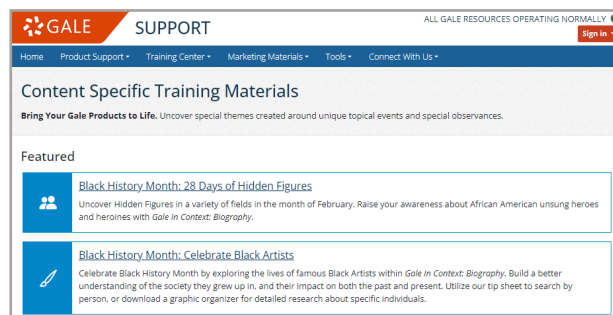 GALE SUPPORT
ALL GALE RESOURCES OPERATING NORMALLY
Sign in
Home Product Support Training Center Marketing Materials Tools Connect With Us
Content Specific Training Materials
Bring Your Gale Products to Life. Uncover special themes created around unique topical events and special observances.
Featured
Black History Month: 28 Days of Hidden Figures
Uncover Hidden Figures in a variety of fields in the month of February. Raise your awareness about African American unsung heroes
and heroines with Gale In Context: Biography.
Black History Month: Celebrate Black Artists
Celebrate Black History Month by exploring the lives of famous Black Artists within Gale In Context: Biography. Build a better
understanding of the society they grew up in, and their impact on both the past and present. Utilize our tip sheet to search by
person, or download a graphic organizer for detailed research about specific individuals.